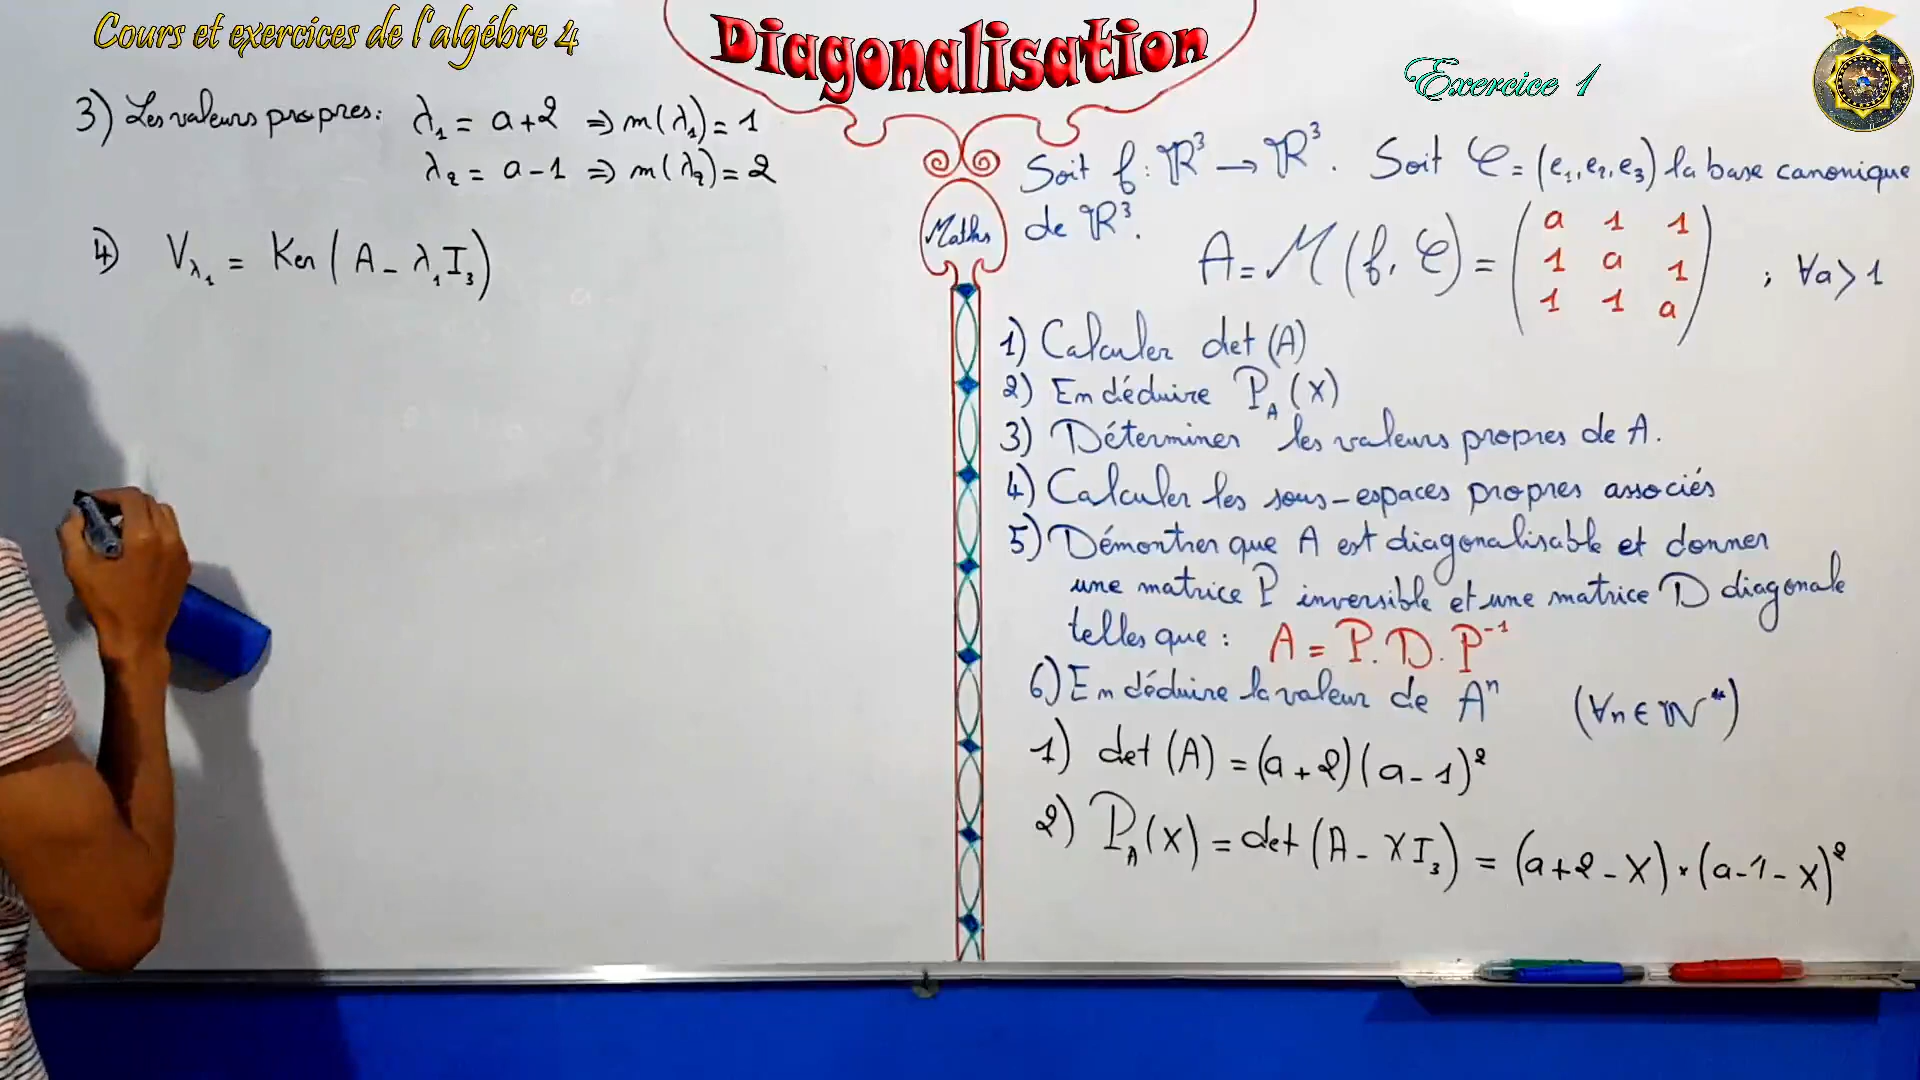 Cours et exercices de l'algébre 4
Diagonalisation
Exercice 1
3) Les valeurs propres: λ₁ = a+2 ⇒ m(λ₁) = 1
λ₂ = a-1 ⇒ m(λ₂) = 2
4) V_λ₁ = Ker(A - λ₁I₃)
Maths
Soit f: ℝ³ → ℝ³. Soit 𝒞 = (e₁, e₂, e₃) la base canonique
de ℝ³.
A = ℳ(f, 𝒞) = ; ∀a > 1
a 1 1
1 a 1
1 1 a
1) Calculer det (A)
2) En déduire P_A (X)
3) Déterminer les valeurs propres de A.
4) Calculer les sous-espaces propres associés
5) Démontrer que A est diagonalisable et donner
une matrice P inversible et une matrice D diagonale
telles que : A = P. D. P⁻¹
6) En déduire la valeur de Aⁿ (∀n ∈ ℕ*)
1) det (A) = (a+2)(a-1)²
2) P_A(X) = det (A - XI₃) = (a+2-X)×(a-1-X)²